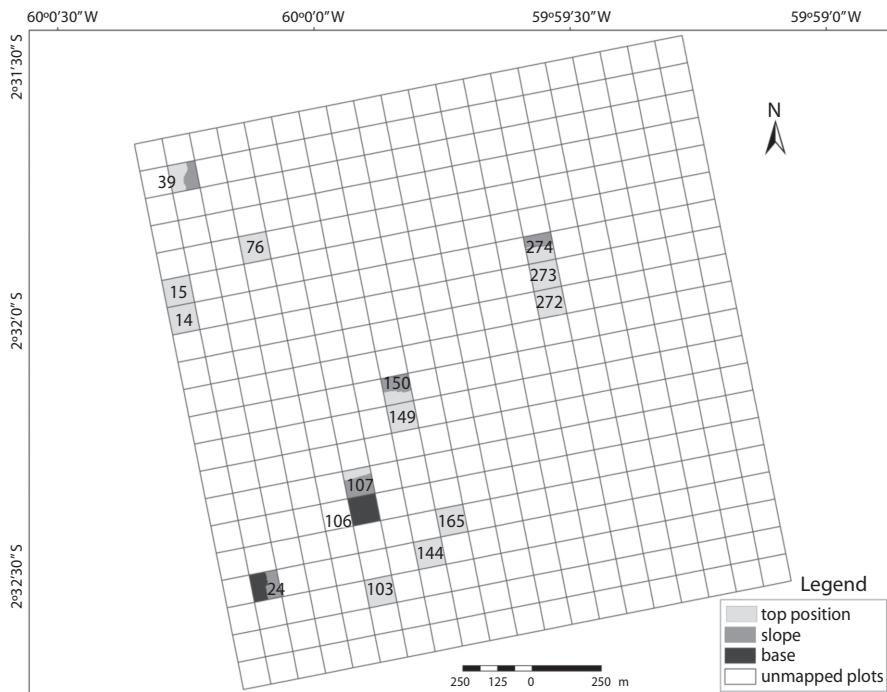 60º0′30″W 60º0′0″W 59º59′30″W 59º59′0″W
2º31′30″ S
N
39
76
274
15
273
14
272
2º32′0″ S
150
149
107
106
165
144
2º32′30″ S
24
103
Legend
top position
slope
base
unmapped plots
250 125 0 250 m